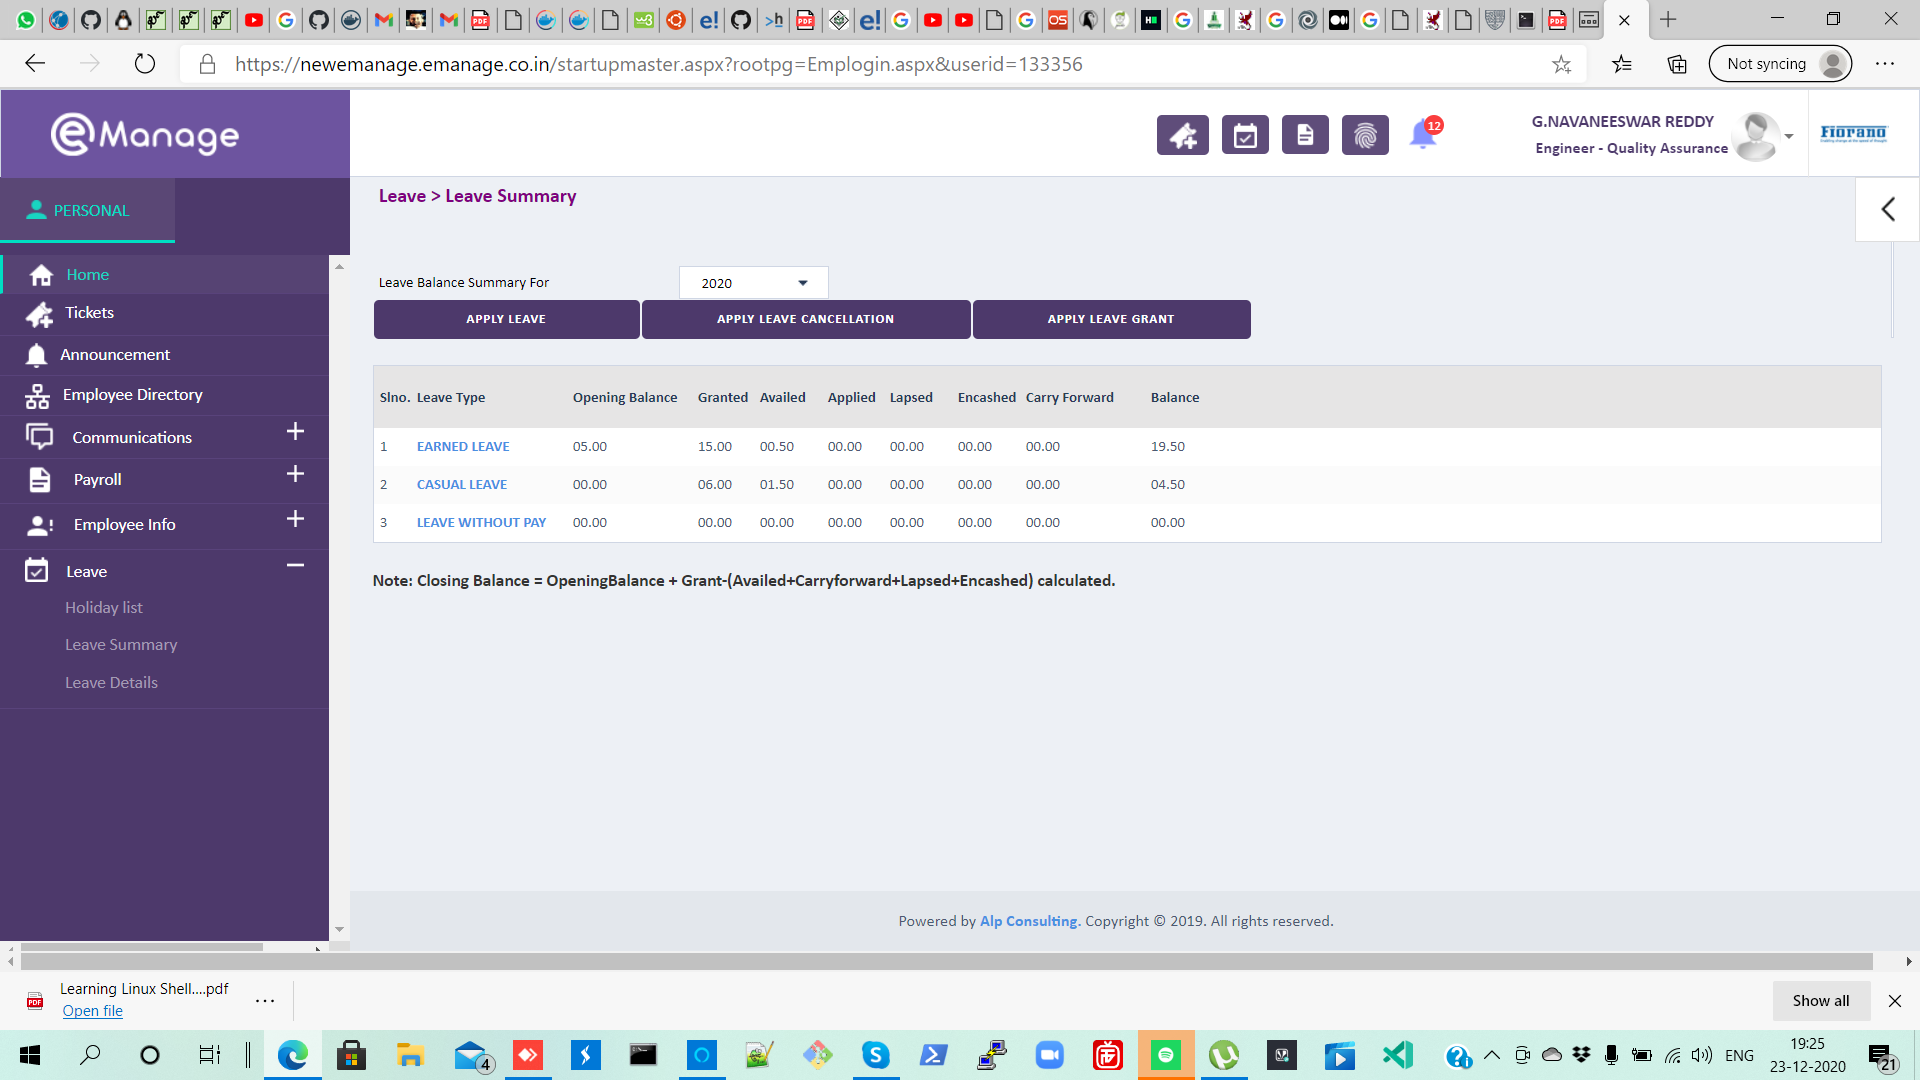 https://newemanage.emanage.co.in/startupmaster.aspx?rootpg=Emplogin.aspx&userid=133356
Not syncing
eManage
12
G.NAVANEESWAR REDDY
Engineer - Quality Assurance
Fiorano
PERSONAL
Leave > Leave Summary
Home
Tickets
Announcement
Employee Directory
Communications
Payroll
Employee Info
Leave
Holiday list
Leave Summary
Leave Details
Leave Balance Summary For 2020
APPLY LEAVE APPLY LEAVE CANCELLATION APPLY LEAVE GRANT
Slno. Leave Type Opening Balance Granted Availed Applied Lapsed Encashed Carry Forward Balance
1 EARNED LEAVE 05.00 15.00 00.50 00.00 00.00 00.00 00.00 19.50
2 CASUAL LEAVE 00.00 06.00 01.50 00.00 00.00 00.00 00.00 04.50
3 LEAVE WITHOUT PAY 00.00 00.00 00.00 00.00 00.00 00.00 00.00 00.00
Note: Closing Balance = OpeningBalance + Grant-(Availed+Carryforward+Lapsed+Encashed) calculated.
Powered by Alp Consulting. Copyright © 2019. All rights reserved.
Learning Linux Shell....pdf
Open file
Show all
4
ENG
19:25
23-12-2020
21